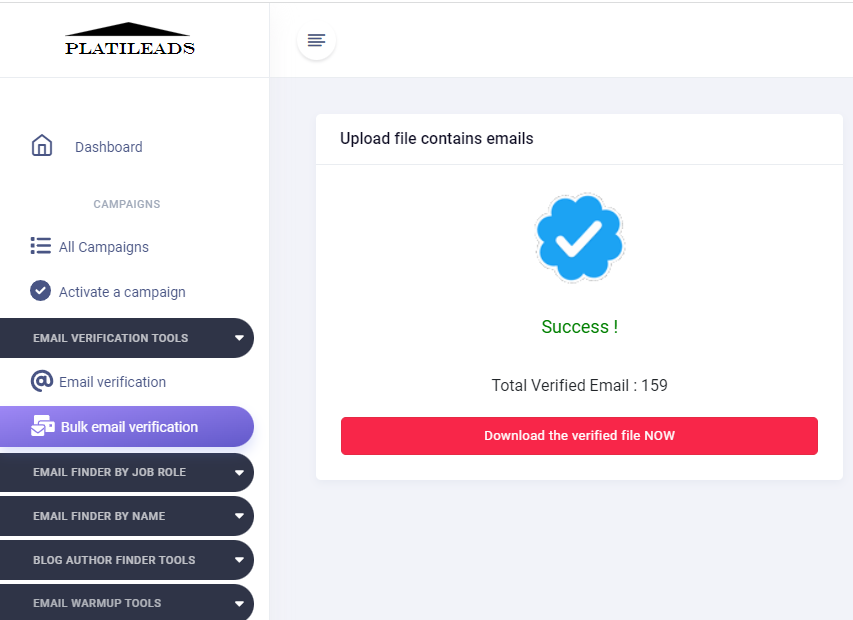 PLATILEADS
Dashboard
CAMPAIGNS
All Campaigns
Activate a campaign
EMAIL VERIFICATION TOOLS
Email verification
Bulk email verification
EMAIL FINDER BY JOB ROLE
EMAIL FINDER BY NAME
BLOG AUTHOR FINDER TOOLS
EMAIL WARMUP TOOLS
Upload file contains emails
Success !
Total Verified Email : 159
Download the verified file NOW